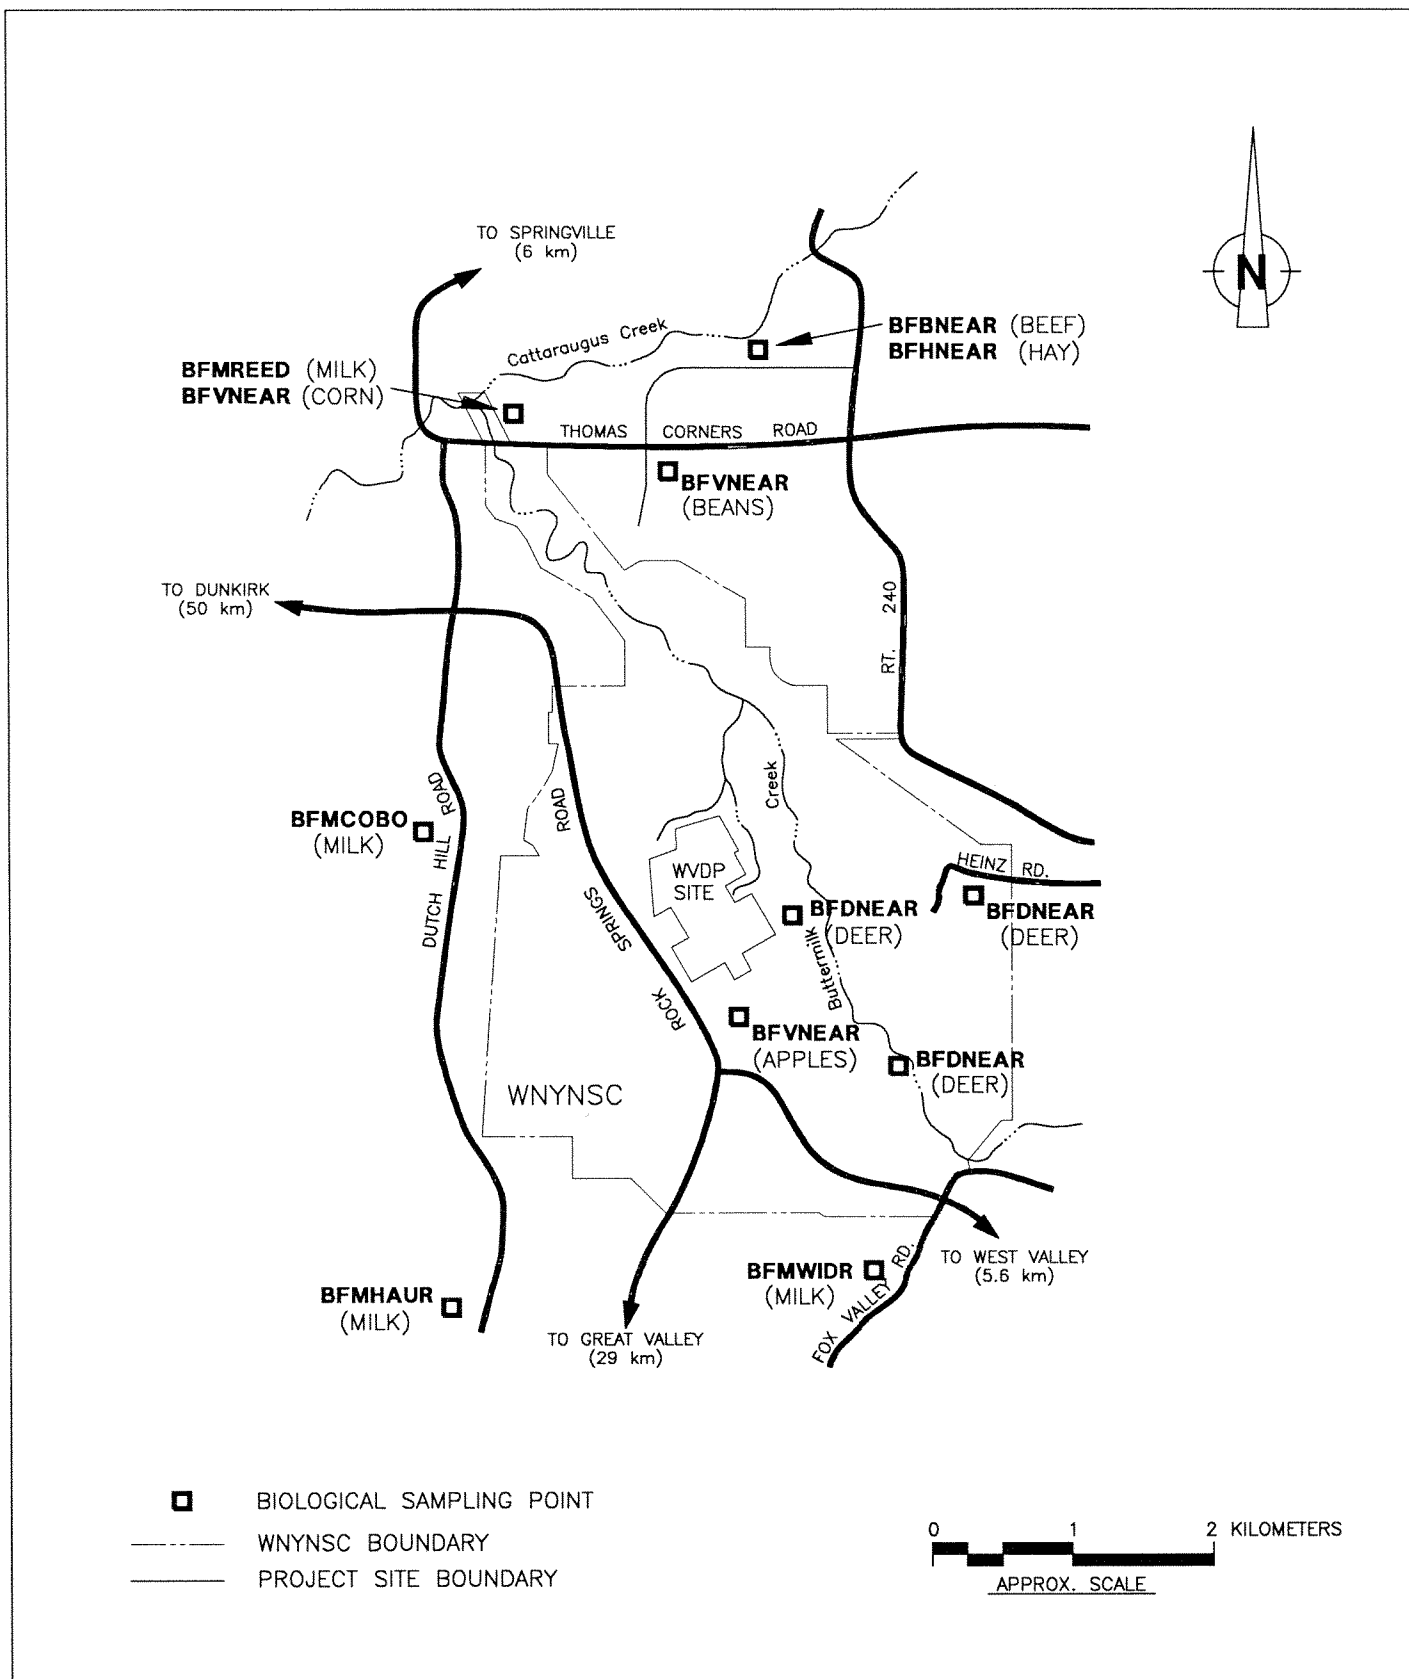 TO SPRINGVILLE
(6 km)
N
Cattaraugus Creek
BFBNEAR (BEEF)
BFHNEAR (HAY)
BFMREED (MILK)
BFVNEAR (CORN)
THOMAS CORNERS ROAD
BFVNEAR
(BEANS)
TO DUNKIRK
(50 km)
RT. 240
DUTCH HILL ROAD
ROCK SPRINGS ROAD
Buttermilk Creek
BFMCOBO
(MILK)
WVDP
SITE
HEINZ RD.
BFDNEAR
(DEER)
BFDNEAR
(DEER)
BFVNEAR
(APPLES)
BFDNEAR
(DEER)
WNYNSC
TO WEST VALLEY
(5.6 km)
BFMWIDR
(MILK)
FOX VALLEY RD.
BFMHAUR
(MILK)
TO GREAT VALLEY
(29 km)
BIOLOGICAL SAMPLING POINT
WNYNSC BOUNDARY
PROJECT SITE BOUNDARY
0 1 2 KILOMETERS
APPROX. SCALE